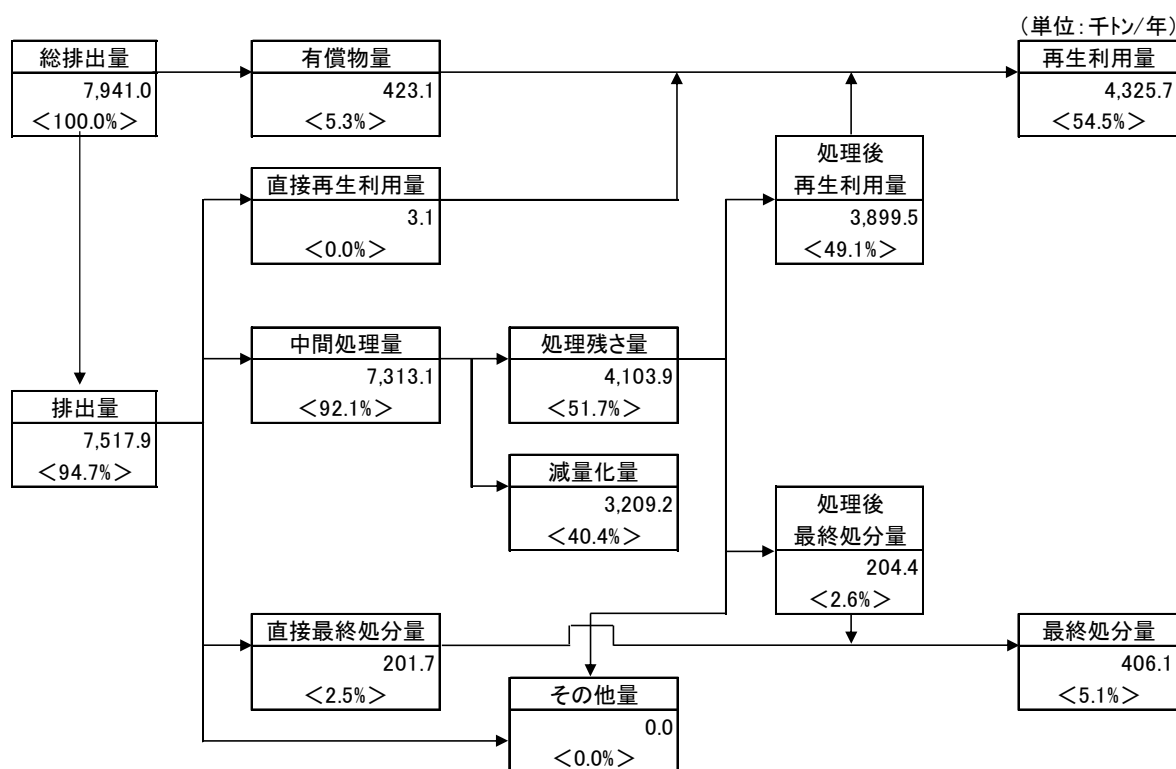 (単位:千トン/年)
総排出量
7,941.0
＜100.0%＞
有償物量
423.1
＜5.3%＞
再生利用量
4,325.7
＜54.5%＞
直接再生利用量
3.1
＜0.0%＞
処理後
再生利用量
3,899.5
＜49.1%＞
中間処理量
7,313.1
＜92.1%＞
処理残さ量
4,103.9
＜51.7%＞
排出量
7,517.9
＜94.7%＞
減量化量
3,209.2
＜40.4%＞
処理後
最終処分量
204.4
＜2.6%＞
直接最終処分量
201.7
＜2.5%＞
最終処分量
406.1
＜5.1%＞
その他量
0.0
＜0.0%＞